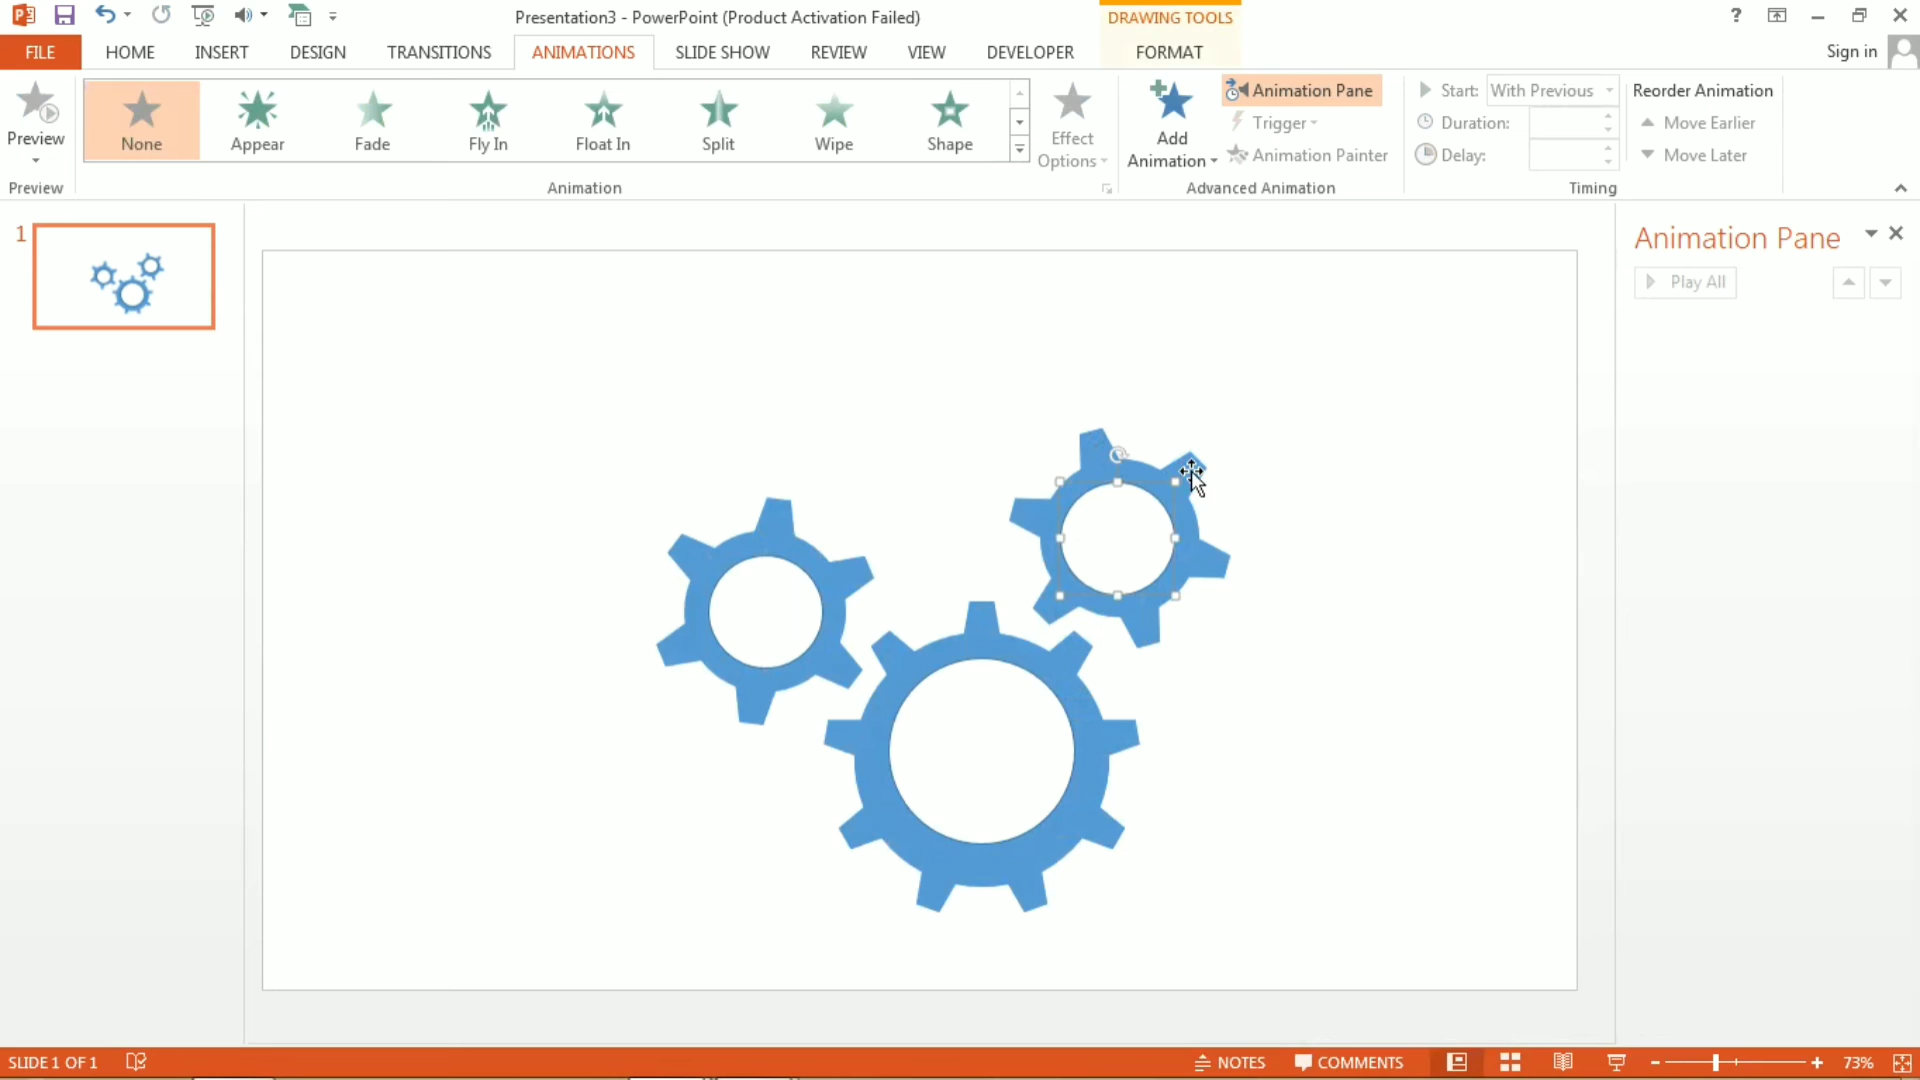 Presentation3 - PowerPoint (Product Activation Failed)
DRAWING TOOLS
?
FILE
HOME
INSERT
DESIGN
TRANSITIONS
ANIMATIONS
SLIDE SHOW
REVIEW
VIEW
DEVELOPER
FORMAT
Sign in
Preview
None
Appear
Fade
Fly In
Float In
Split
Wipe
Shape
Effect
Options
Add
Animation
Animation Pane
Trigger
Animation Painter
Start: With Previous
Duration:
Delay:
Reorder Animation
Move Earlier
Move Later
Preview
Animation
Advanced Animation
Timing
1
Animation Pane
Play All
SLIDE 1 OF 1
NOTES
COMMENTS
73%